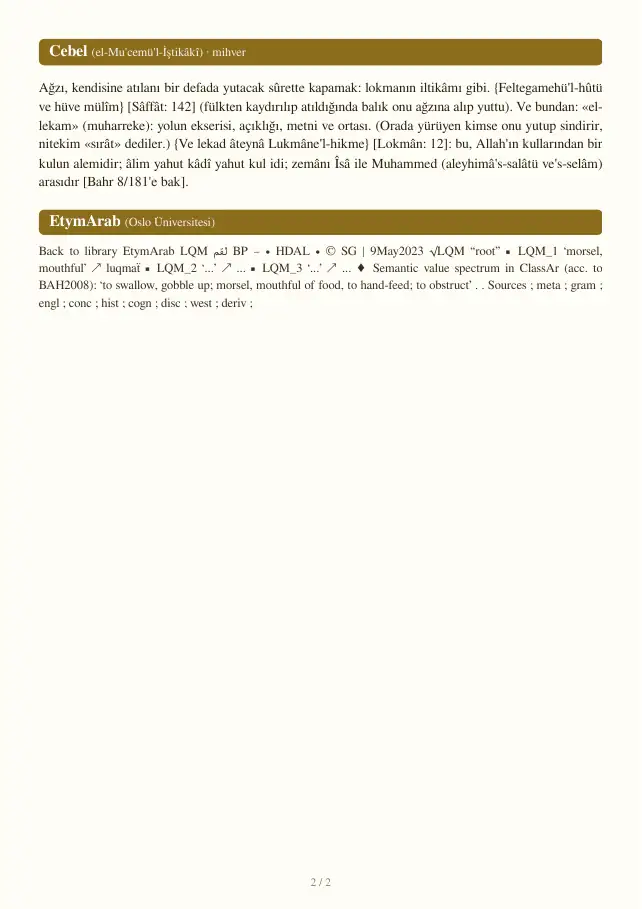 Cebel (el-Mu'cemü'l-İştikâkî) · mihver
Ağzı, kendisine atılanı bir defada yutacak sûrette kapamak: lokmanın iltikâmı gibi. {Feltegamehü'l-hûtü
ve hüve mülîm} [Sâffât: 142] (fülkten kaydırılıp atıldığında balık onu ağzına alıp yuttu). Ve bundan: «el-
lekam» (muharreke): yolun ekserisi, açıklığı, metni ve ortası. (Orada yürüyen kimse onu yutup sindirir,
nitekim «sırât» dediler.) {Ve lekad âteynâ Lukmâne'l-hikme} [Lokmân: 12]: bu, Allah'ın kullarından bir
kulun alemidir; âlim yahut kâdî yahut kul idi; zemânı Îsâ ile Muhammed (aleyhimâ's-salâtü ve's-selâm)
arasıdır [Bahr 8/181'e bak].
EtymArab (Oslo Üniversitesi)
Back to library EtymArab LQM لقم BP – • HDAL • © SG | 9May2023 √LQM “root” ▪ LQM_1 ‘morsel,
mouthful’ ↗ luqmaï ▪ LQM_2 ‘...’ ↗ ... ▪ LQM_3 ‘...’ ↗ ... ♦ Semantic value spectrum in ClassAr (acc. to
BAH2008): ‘to swallow, gobble up; morsel, mouthful of food, to hand-feed; to obstruct’ . . Sources ; meta ; gram ;
engl ; conc ; hist ; cogn ; disc ; west ; deriv ;
2 / 2